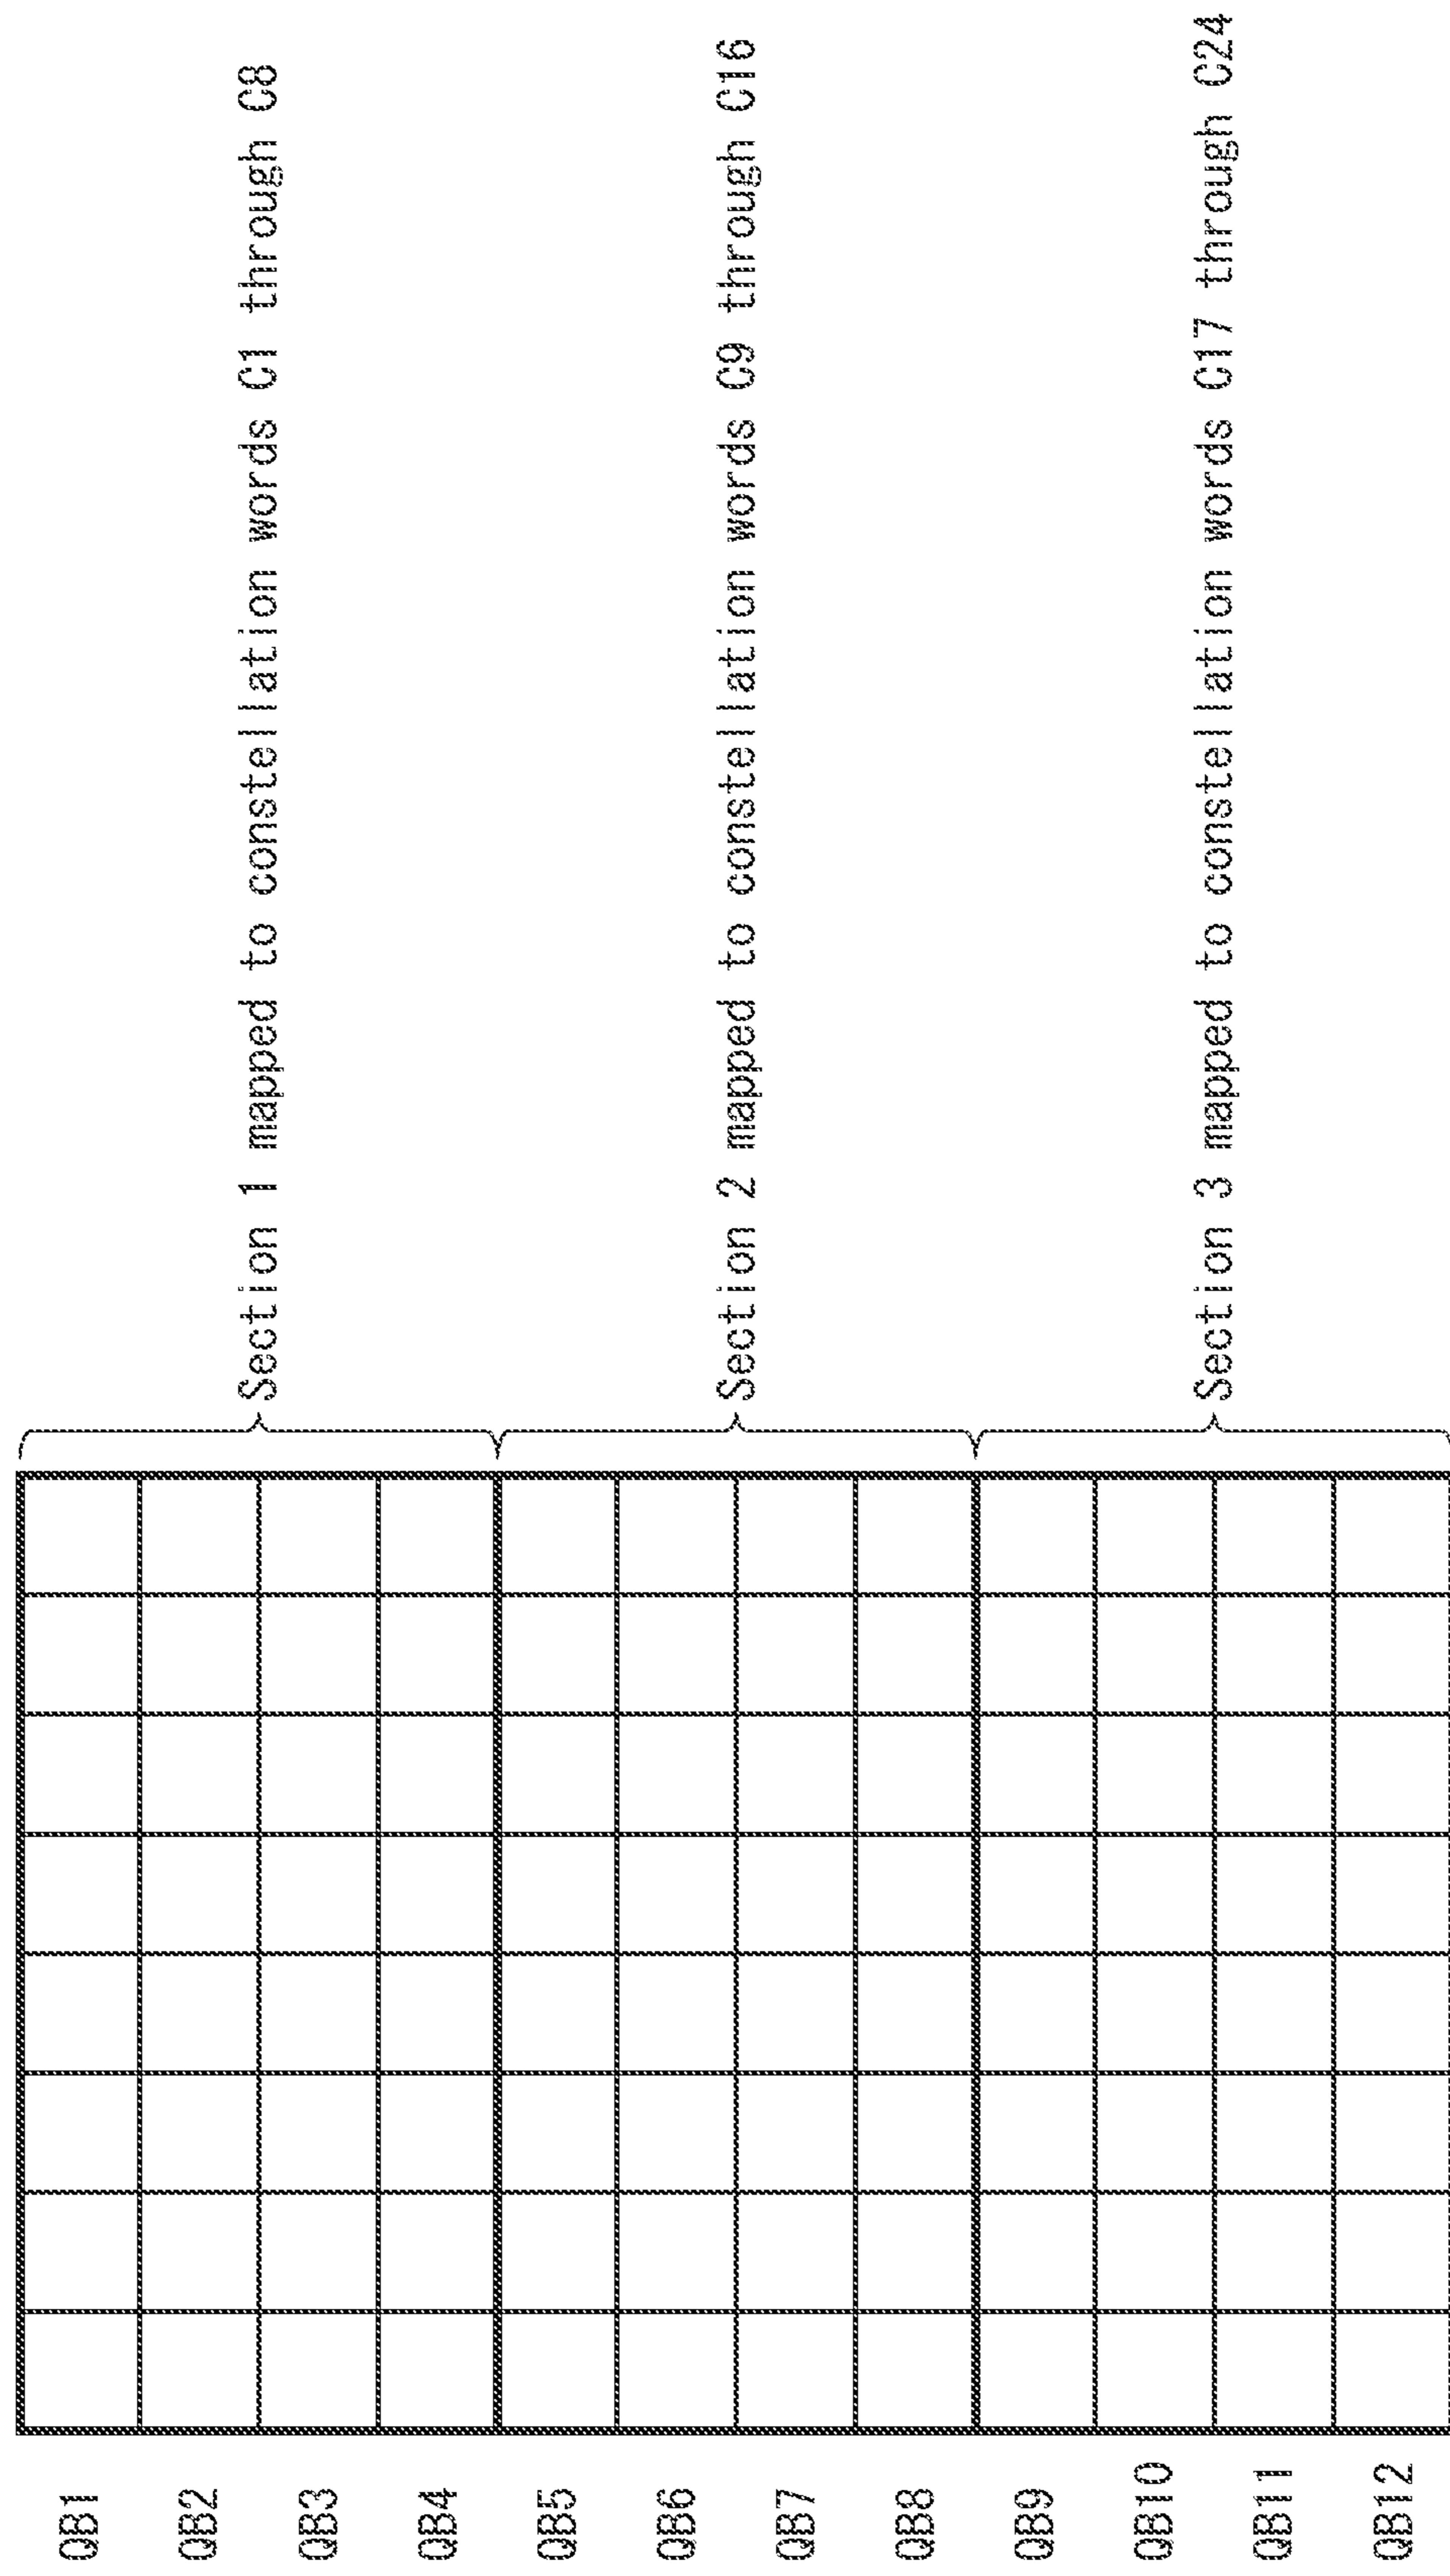 QB1
QB2
QB3
QB4
QB5
QB6
QB7
QB8
QB9
QB10
QB11
QB12
Section 1 mapped to constellation words C1 through C8
Section 2 mapped to constellation words C9 through C16
Section 3 mapped to constellation words C17 through C24